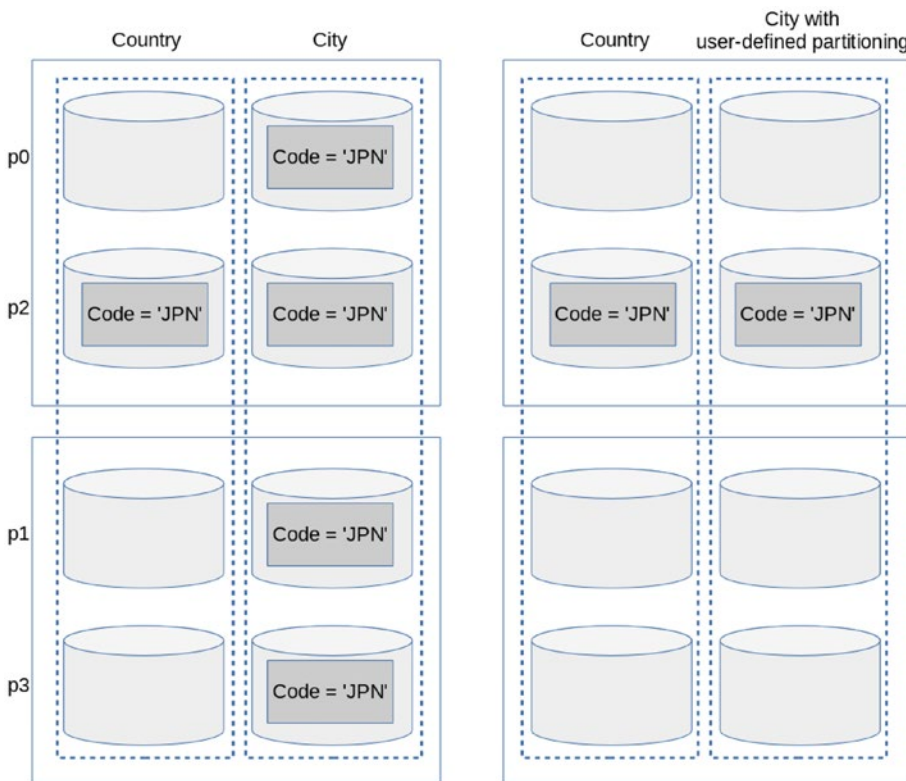 Country
City
Country
City with
user-defined partitioning
p0
Code = 'JPN'
p2
Code = 'JPN'
Code = 'JPN'
Code = 'JPN'
Code = 'JPN'
p1
Code = 'JPN'
p3
Code = 'JPN'